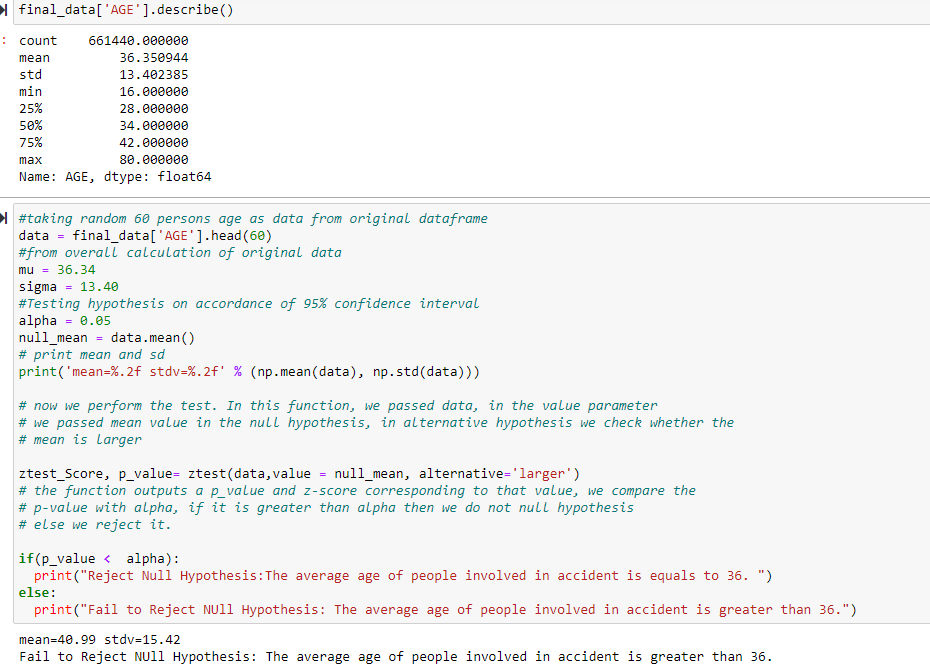 final_data['AGE'].describe()
count    661440.000000
mean         36.350944
std          13.402385
min          16.000000
25%          28.000000
50%          34.000000
75%          42.000000
max          80.000000
Name: AGE, dtype: float64
#taking random 60 persons age as data from original dataframe
data = final_data['AGE'].head(60)
#from overall calculation of original data
mu = 36.34
sigma = 13.40
#Testing hypothesis on accordance of 95% confidence interval
alpha = 0.05
null_mean = data.mean()
# print mean and sd
print('mean=%.2f stdv=%.2f' % (np.mean(data), np.std(data)))
# now we perform the test. In this function, we passed data, in the value parameter
# we passed mean value in the null hypothesis, in alternative hypothesis we check whether the
# mean is larger
ztest_Score, p_value= ztest(data,value = null_mean, alternative='larger')
# the function outputs a p_value and z-score corresponding to that value, we compare the
# p-value with alpha, if it is greater than alpha then we do not null hypothesis
# else we reject it.
if(p_value <  alpha):
  print("Reject Null Hypothesis:The average age of people involved in accident is equals to 36. ")
else:
  print("Fail to Reject NUll Hypothesis: The average age of people involved in accident is greater than 36.")
mean=40.99 stdv=15.42
Fail to Reject NUll Hypothesis: The average age of people involved in accident is greater than 36.